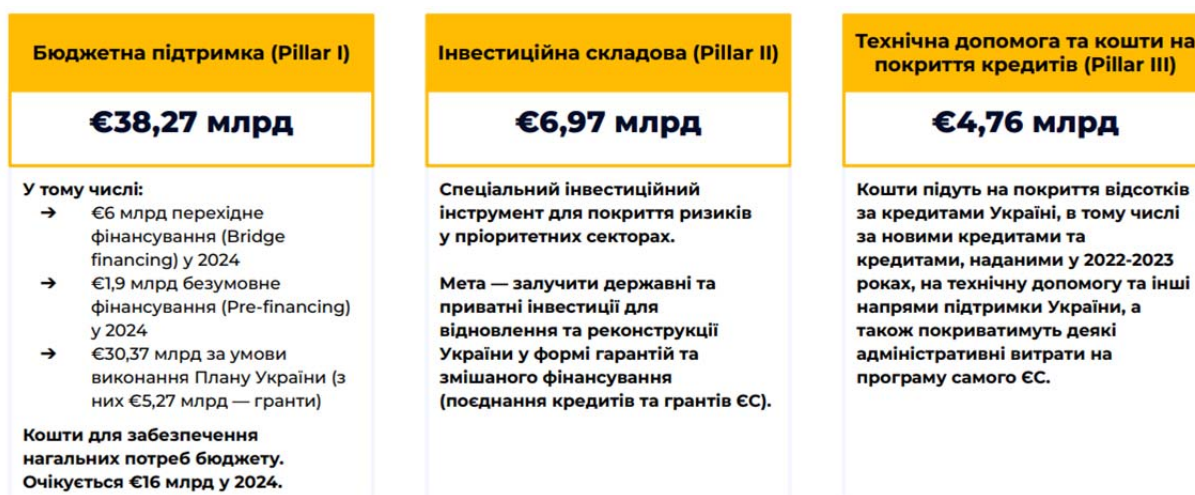 Бюджетна підтримка (Pillar I)
€38,27 млрд
У тому числі:
➔ €6 млрд перехідне
фінансування (Bridge
financing) у 2024
➔ €1,9 млрд безумовне
фінансування (Pre-financing)
у 2024
➔ €30,37 млрд за умови
виконання Плану України (з
них €5,27 млрд — гранти)
Кошти для забезпечення
нагальних потреб бюджету.
Очікується €16 млрд у 2024.
Інвестиційна складова (Pillar II)
€6,97 млрд
Спеціальний інвестиційний
інструмент для покриття ризиків
у пріоритетних секторах.
Мета — залучити державні та
приватні інвестиції для
відновлення та реконструкції
України у формі гарантій та
змішаного фінансування
(поєднання кредитів та грантів ЄС).
Технічна допомога та кошти на
покриття кредитів (Pillar III)
€4,76 млрд
Кошти підуть на покриття відсотків
за кредитами Україні, в тому числі
за новими кредитами та
кредитами, наданими у 2022-2023
роках, на технічну допомогу та інші
напрями підтримки України, а
також покриватимуть деякі
адміністративні витрати на
програму самого ЄС.